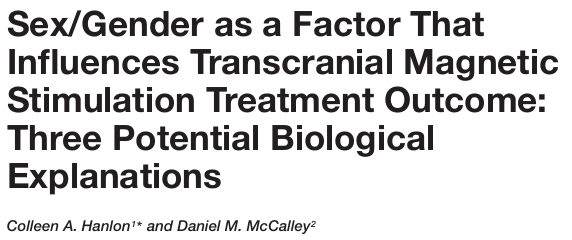 Sex/Gender as a Factor That
Influences Transcranial Magnetic
Stimulation Treatment Outcome:
Three Potential Biological
Explanations
Colleen A. Hanlon¹* and Daniel M. McCalley²